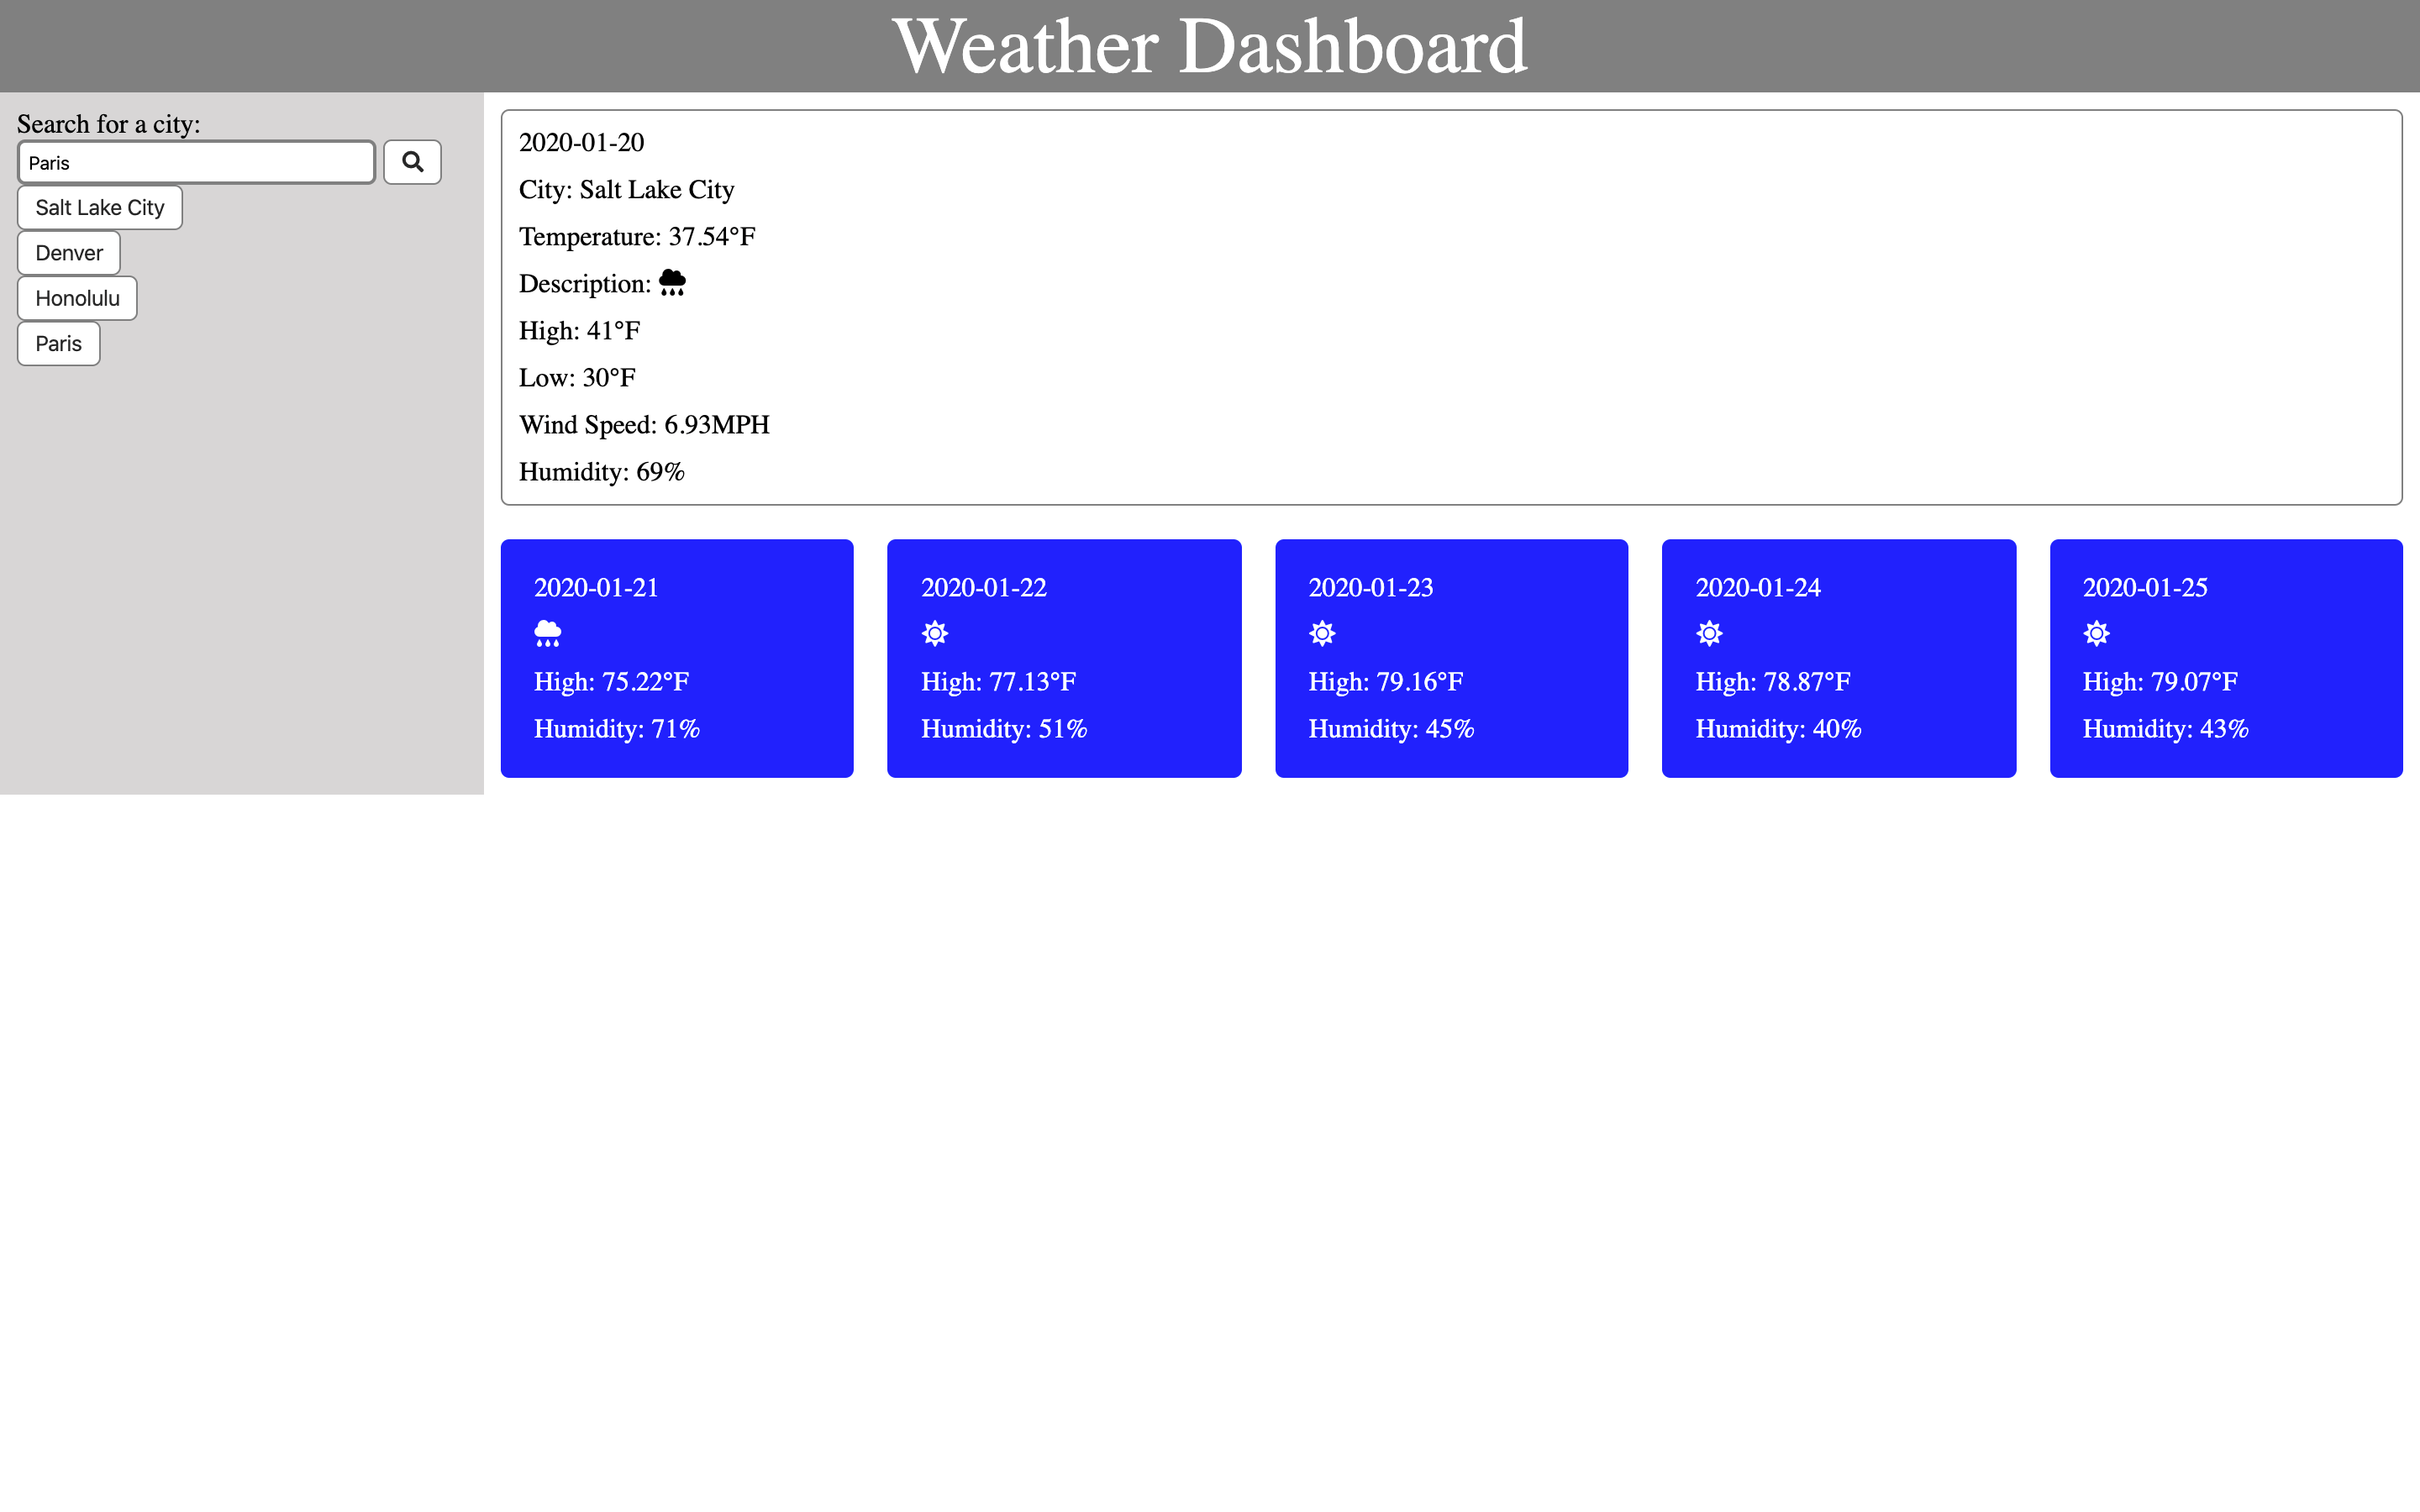 Weather Dashboard
Search for a city:
Paris
Salt Lake City
Denver
Honolulu
Paris
2020-01-20
City: Salt Lake City
Temperature: 37.54°F
Description:
High: 41°F
Low: 30°F
Wind Speed: 6.93MPH
Humidity: 69%
2020-01-21
High: 75.22°F
Humidity: 71%
2020-01-22
High: 77.13°F
Humidity: 51%
2020-01-23
High: 79.16°F
Humidity: 45%
2020-01-24
High: 78.87°F
Humidity: 40%
2020-01-25
High: 79.07°F
Humidity: 43%